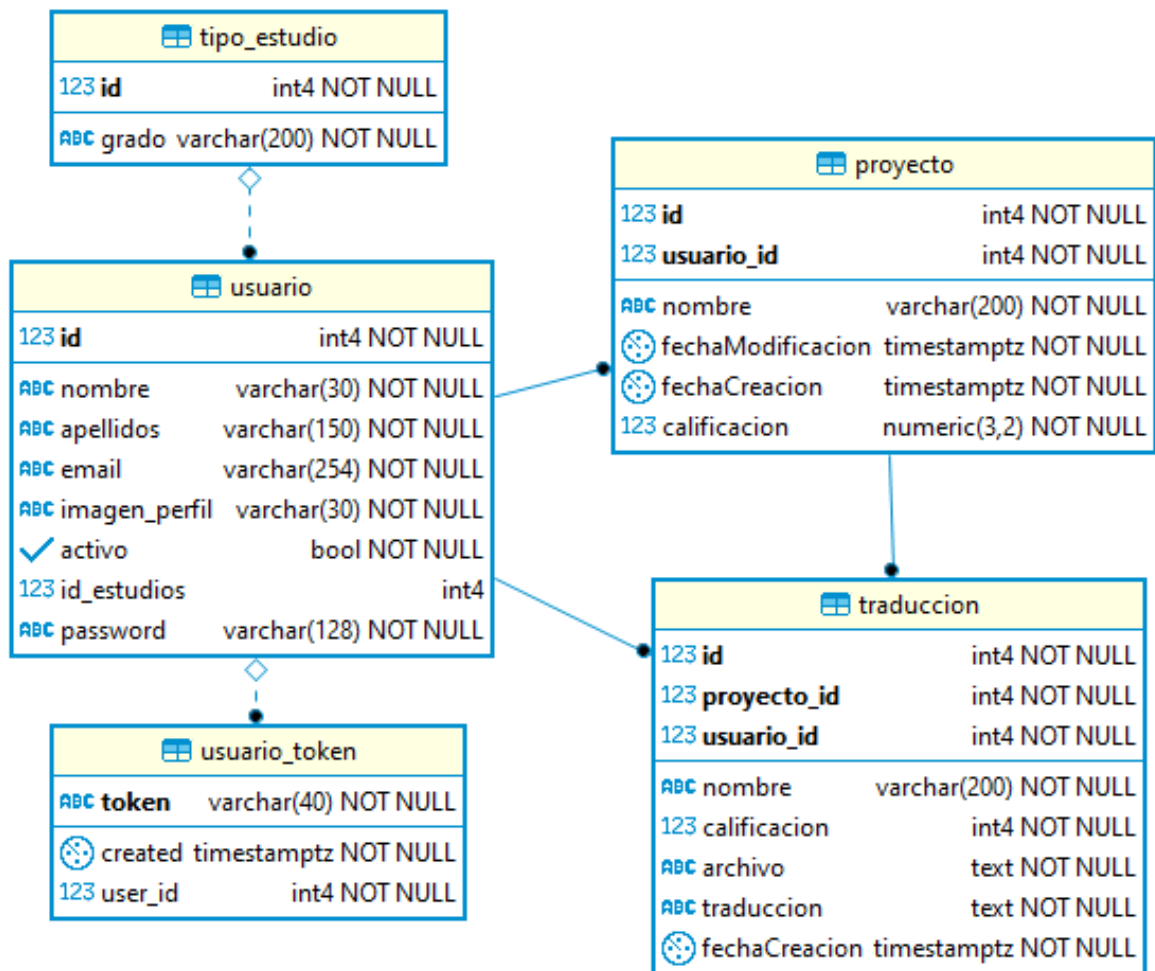 tipo_estudio
123 id int4 NOT NULL
ABC grado varchar(200) NOT NULL
proyecto
123 id int4 NOT NULL
123 usuario_id int4 NOT NULL
ABC nombre varchar(200) NOT NULL
fechaModificacion timestamptz NOT NULL
fechaCreacion timestamptz NOT NULL
123 calificacion numeric(3,2) NOT NULL
usuario
123 id int4 NOT NULL
ABC nombre varchar(30) NOT NULL
ABC apellidos varchar(150) NOT NULL
ABC email varchar(254) NOT NULL
ABC imagen_perfil varchar(30) NOT NULL
activo bool NOT NULL
123 id_estudios int4
ABC password varchar(128) NOT NULL
traduccion
123 id int4 NOT NULL
123 proyecto_id int4 NOT NULL
123 usuario_id int4 NOT NULL
ABC nombre varchar(200) NOT NULL
123 calificacion int4 NOT NULL
ABC archivo text NOT NULL
ABC traduccion text NOT NULL
fechaCreacion timestamptz NOT NULL
usuario_token
ABC token varchar(40) NOT NULL
created timestamptz NOT NULL
123 user_id int4 NOT NULL